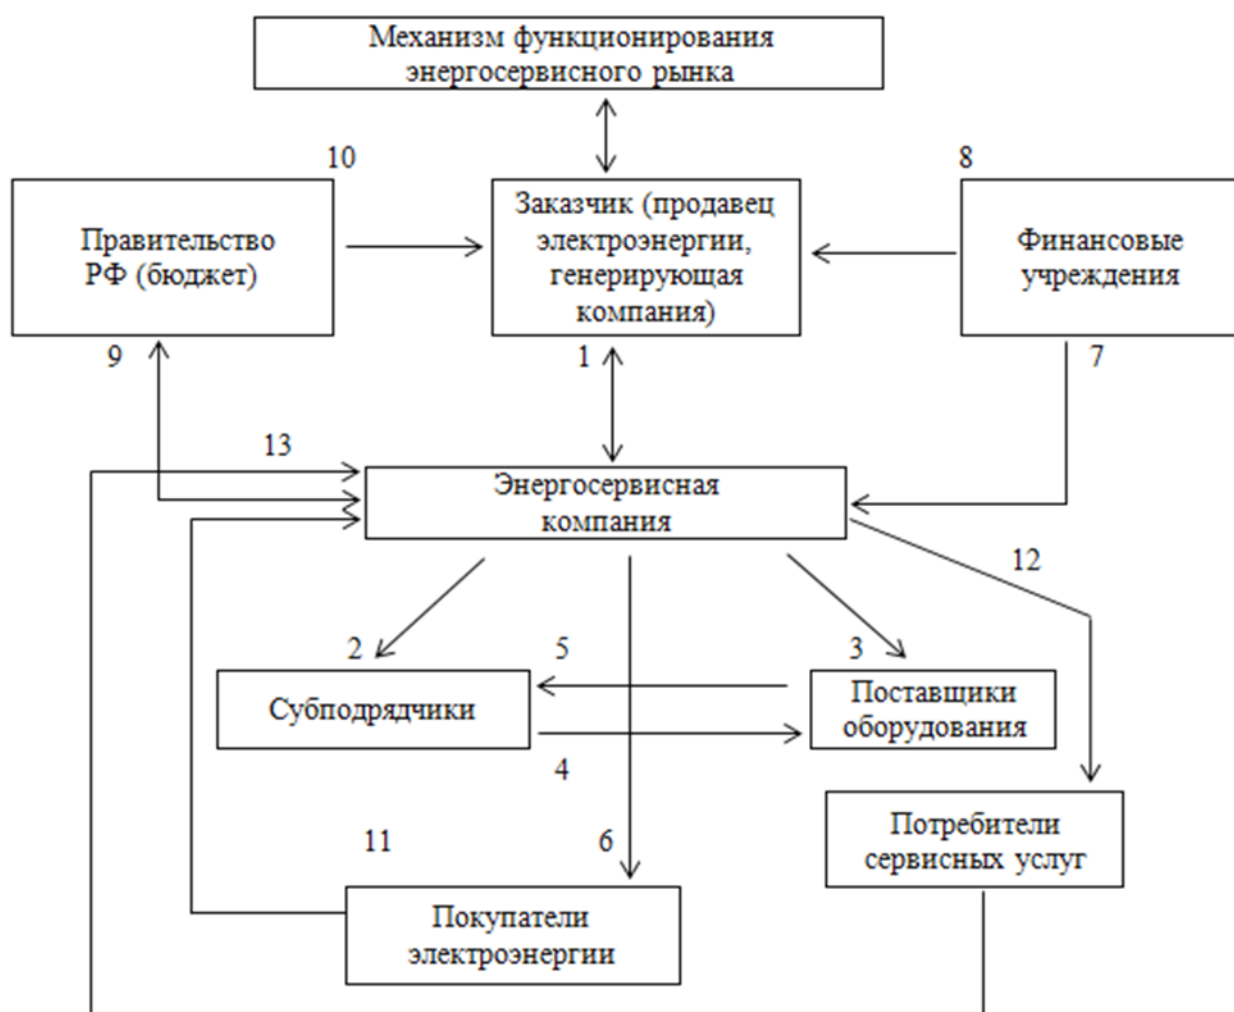 Механизм функционирования
энергосервисного рынка
10
8
Правительство
РФ (бюджет)
Заказчик (продавец
электроэнергии,
генерирующая
компания)
Финансовые
учреждения
9
1
7
13
Энергосервисная
компания
12
2
5
3
Субподрядчики
Поставщики
оборудования
4
11
6
Потребители
сервисных услуг
Покупатели
электроэнергии